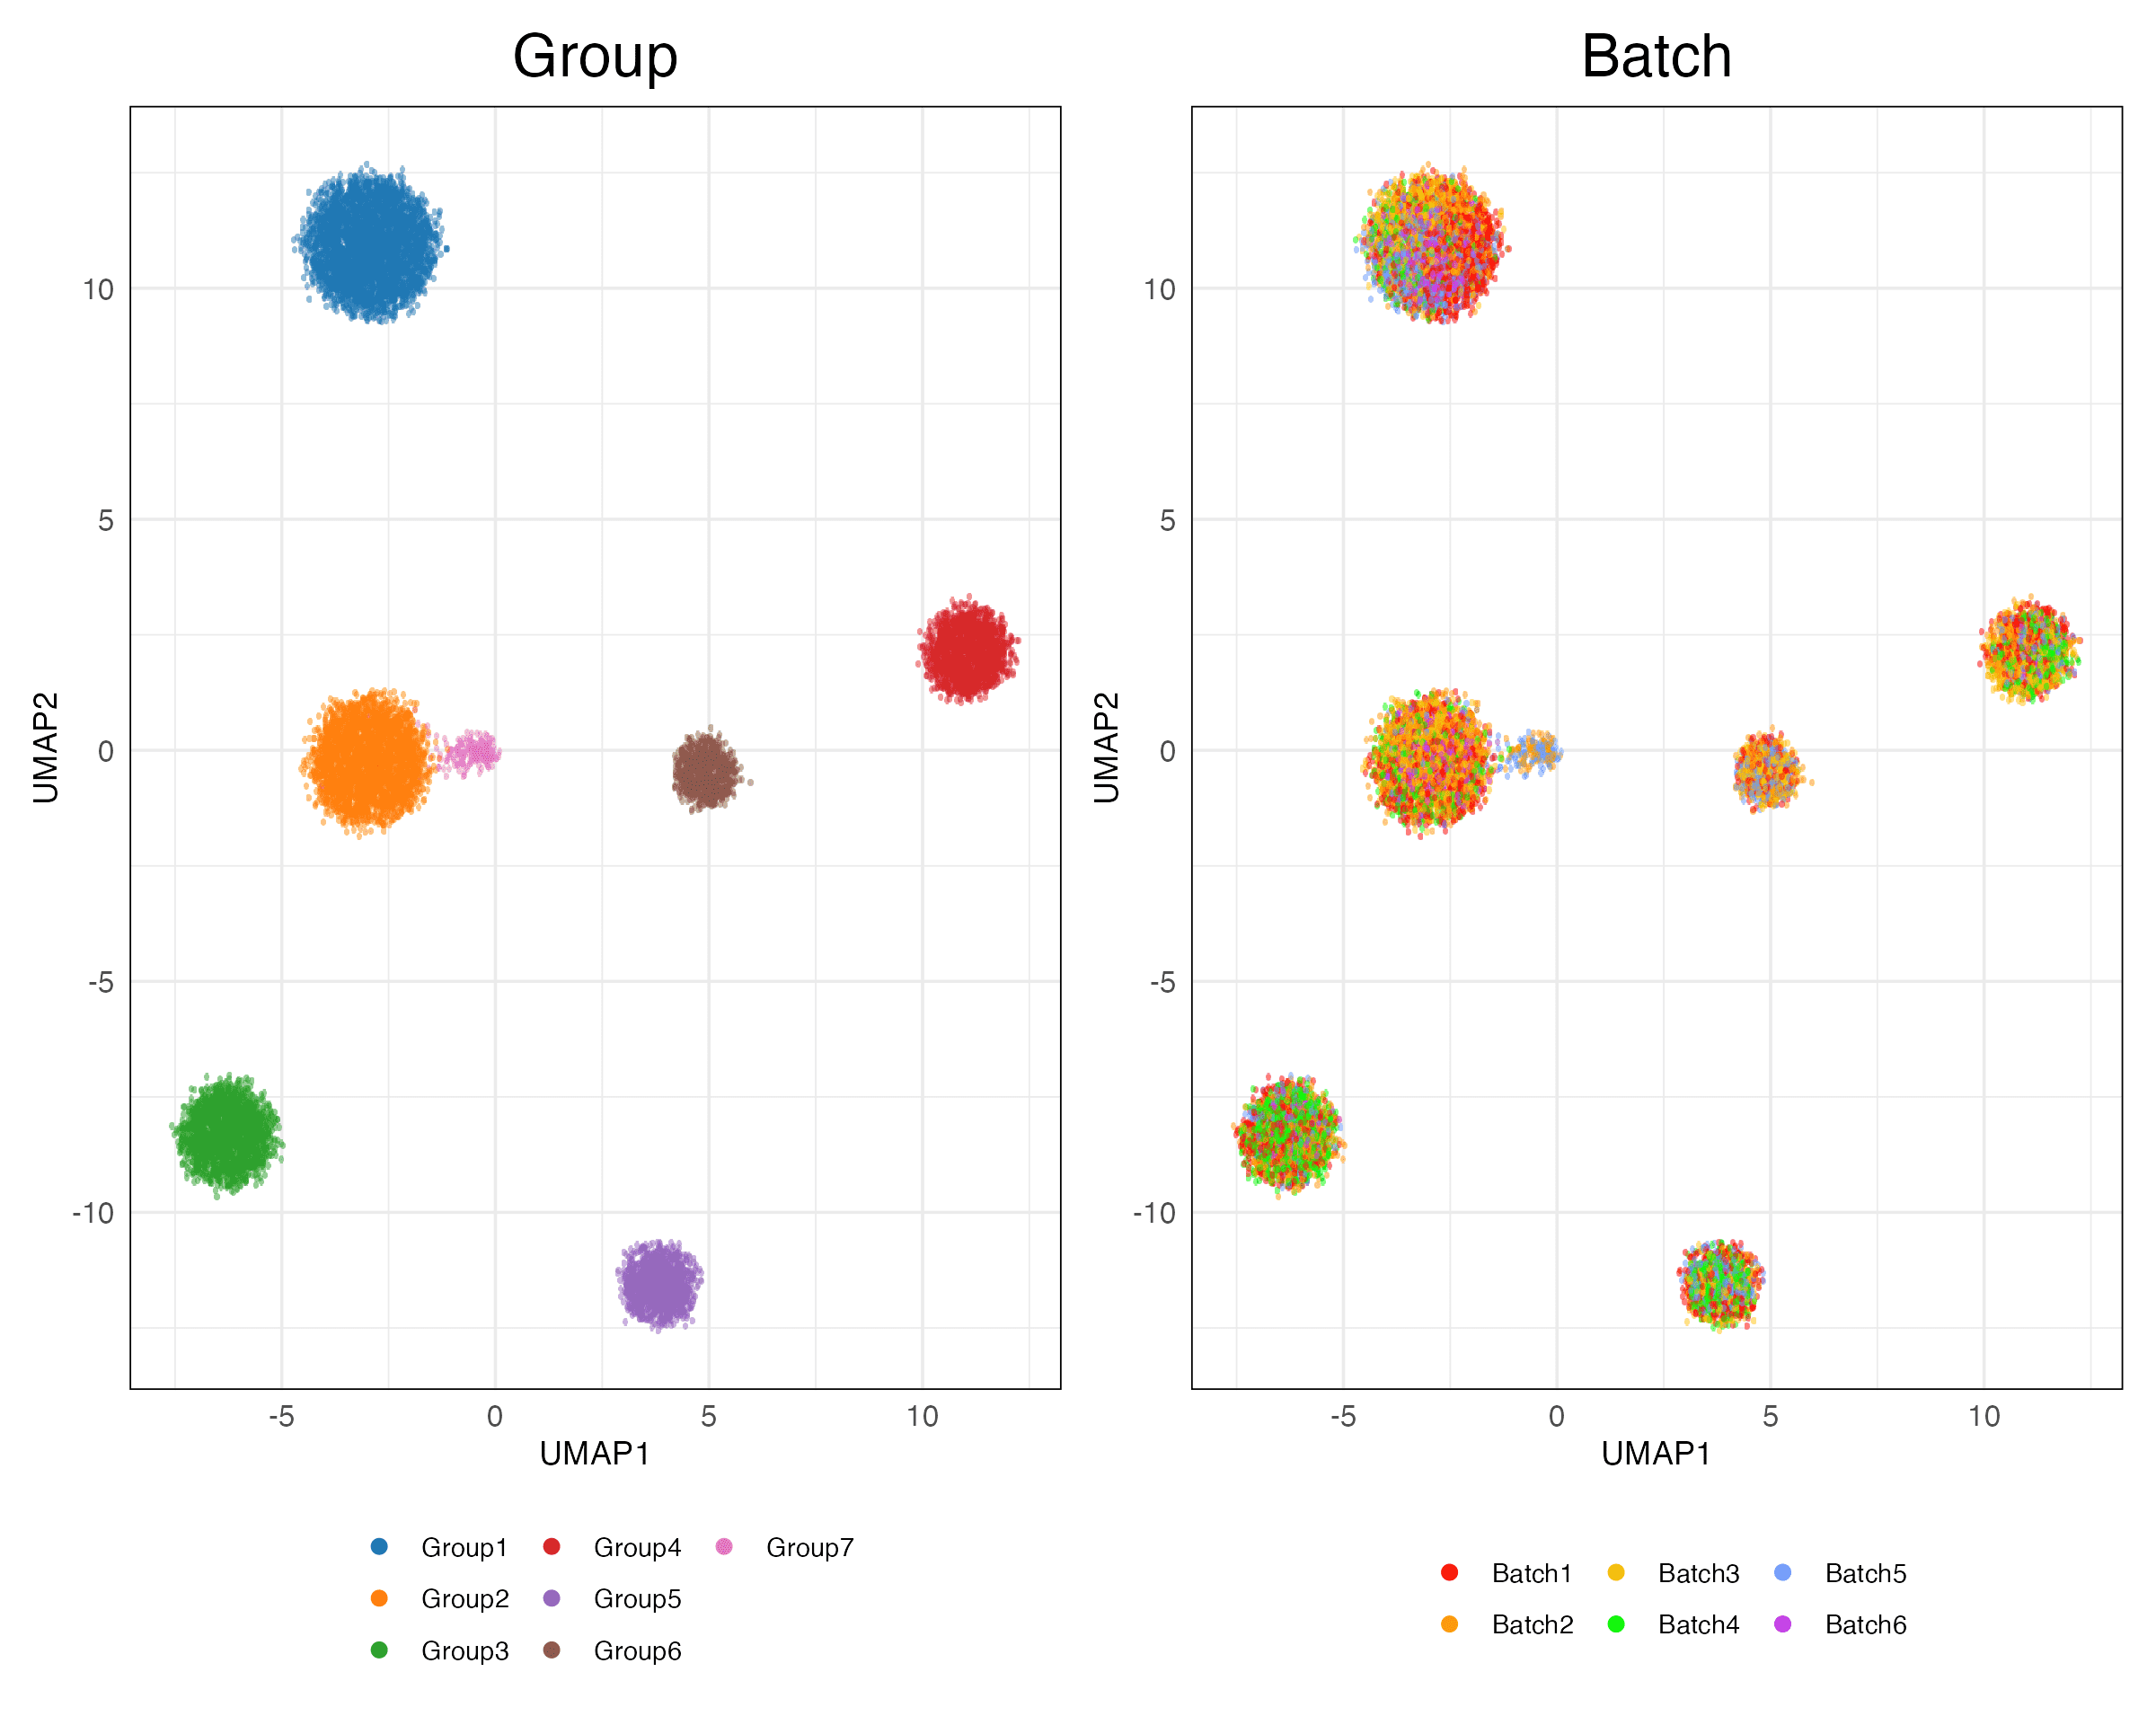 Group
Batch
UMAP2
10
5
0
-5
-10
-5 0 5 10
UMAP1
UMAP2
10
5
0
-5
-10
-5 0 5 10
UMAP1
Group1 Group4 Group7
Group2 Group5
Group3 Group6
Batch1 Batch3 Batch5
Batch2 Batch4 Batch6